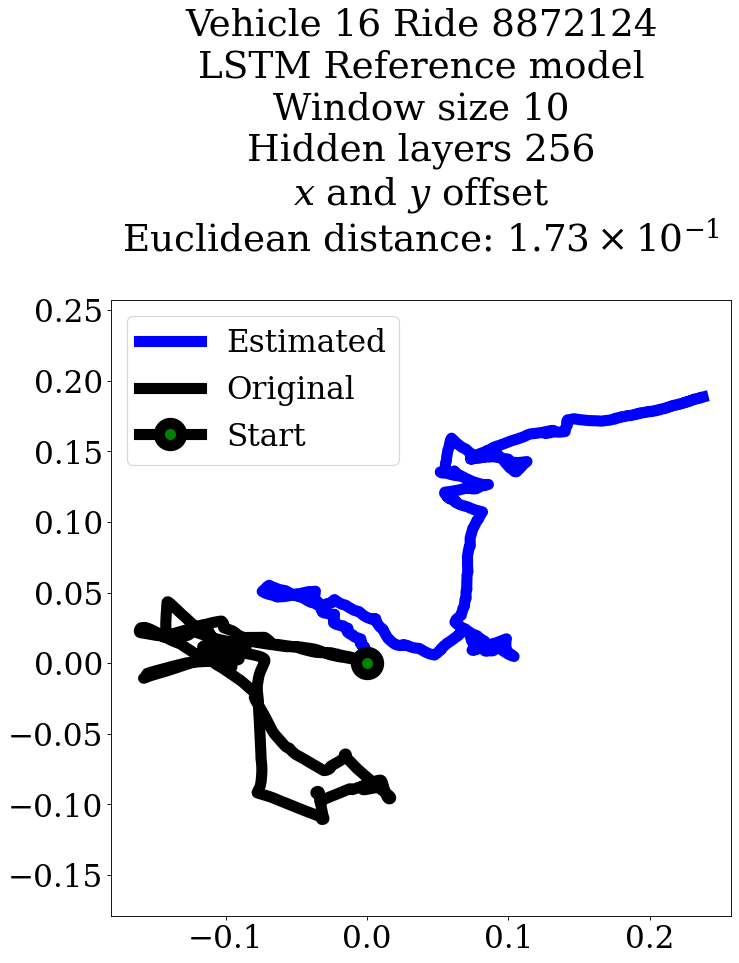 Vehicle 16 Ride 8872124
LSTM Reference model
Window size 10
Hidden layers 256
x and y offset
Euclidean distance: 1.73 × 10⁻¹
0.25
0.20
0.15
0.10
0.05
0.00
−0.05
−0.10
−0.15
Estimated
Original
Start
−0.1
0.0
0.1
0.2